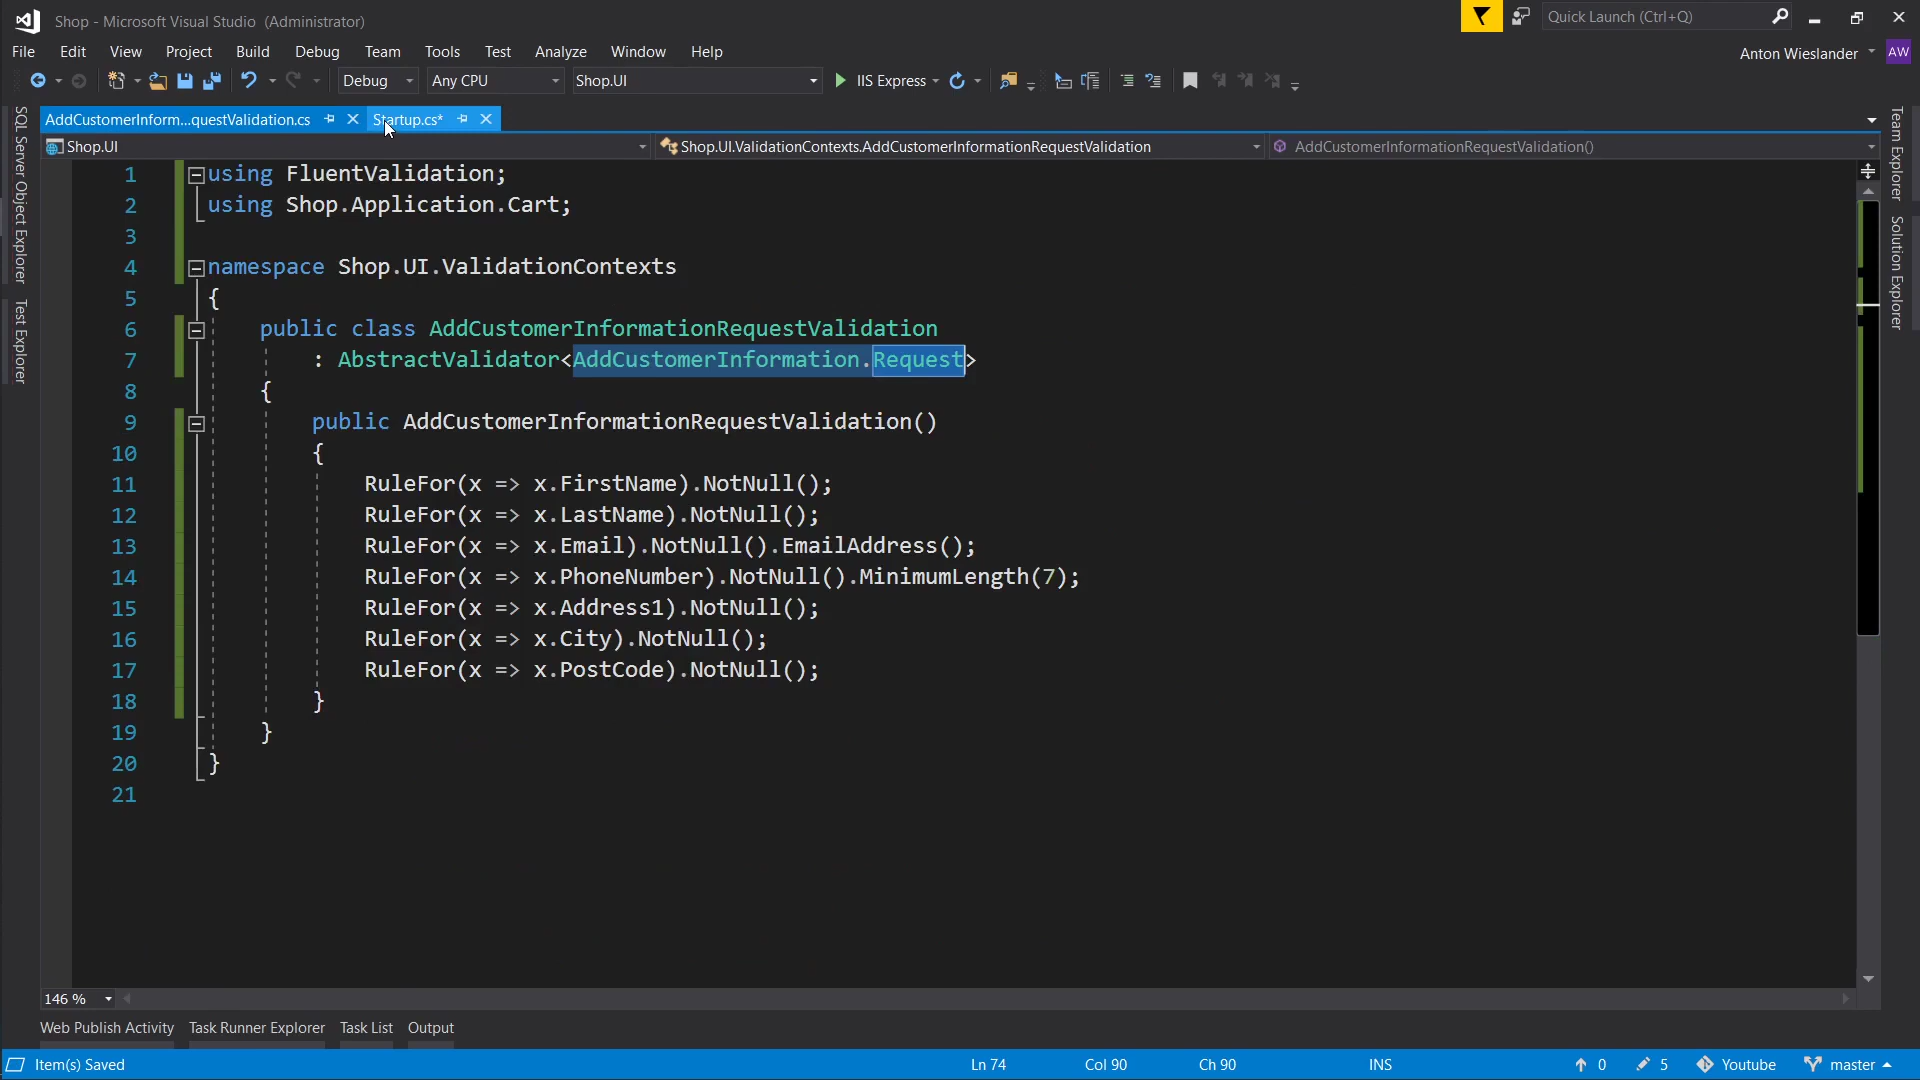 Shop - Microsoft Visual Studio (Administrator)
Quick Launch (Ctrl+Q)
File Edit View Project Build Debug Team Tools Test Analyze Window Help
Anton Wieslander AW
Debug Any CPU Shop.UI IIS Express
AddCustomerInform...questValidation.cs Startup.cs*
Shop.UI Shop.UI.ValidationContexts.AddCustomerInformationRequestValidation AddCustomerInformationRequestValidation()
SQL Server Object Explorer
Test Explorer
Team Explorer
Solution Explorer
1 using FluentValidation;
2 using Shop.Application.Cart;
3
4 namespace Shop.UI.ValidationContexts
5 {
6 public class AddCustomerInformationRequestValidation
7 : AbstractValidator<AddCustomerInformation.Request>
8 {
9 public AddCustomerInformationRequestValidation()
10 {
11 RuleFor(x => x.FirstName).NotNull();
12 RuleFor(x => x.LastName).NotNull();
13 RuleFor(x => x.Email).NotNull().EmailAddress();
14 RuleFor(x => x.PhoneNumber).NotNull().MinimumLength(7);
15 RuleFor(x => x.Address1).NotNull();
16 RuleFor(x => x.City).NotNull();
17 RuleFor(x => x.PostCode).NotNull();
18 }
19 }
20 }
21
146 %
Web Publish Activity Task Runner Explorer Task List Output
Item(s) Saved Ln 74 Col 90 Ch 90 INS 0 5 Youtube master